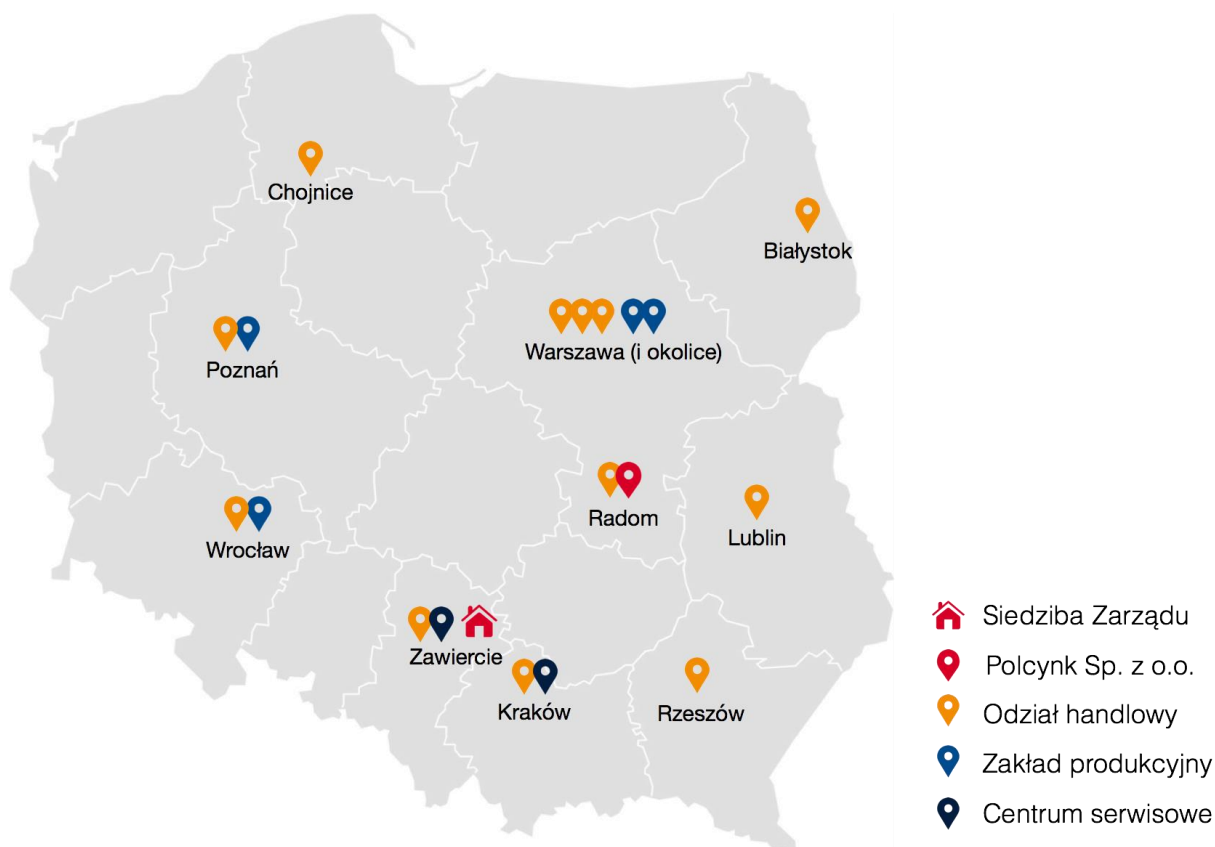 Chojnice
Białystok
Warszawa (i okolice)
Poznań
Radom
Lublin
Wrocław
Zawiercie
Kraków
Rzeszów
Siedziba Zarządu
Polcynk Sp. z o.o.
Odział handlowy
Zakład produkcyjny
Centrum serwisowe